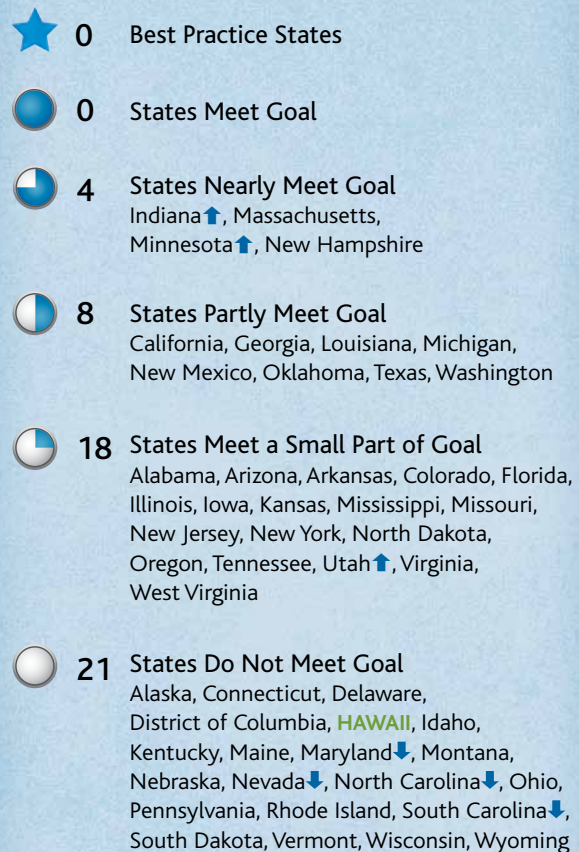 0 Best Practice States
0 States Meet Goal
4 States Nearly Meet Goal
Indiana⬆, Massachusetts,
Minnesota⬆, New Hampshire
8 States Partly Meet Goal
California, Georgia, Louisiana, Michigan,
New Mexico, Oklahoma, Texas, Washington
18 States Meet a Small Part of Goal
Alabama, Arizona, Arkansas, Colorado, Florida,
Illinois, Iowa, Kansas, Mississippi, Missouri,
New Jersey, New York, North Dakota,
Oregon, Tennessee, Utah⬆, Virginia,
West Virginia
21 States Do Not Meet Goal
Alaska, Connecticut, Delaware,
District of Columbia, HAWAII, Idaho,
Kentucky, Maine, Maryland⬇, Montana,
Nebraska, Nevada⬇, North Carolina⬇, Ohio,
Pennsylvania, Rhode Island, South Carolina⬇,
South Dakota, Vermont, Wisconsin, Wyoming